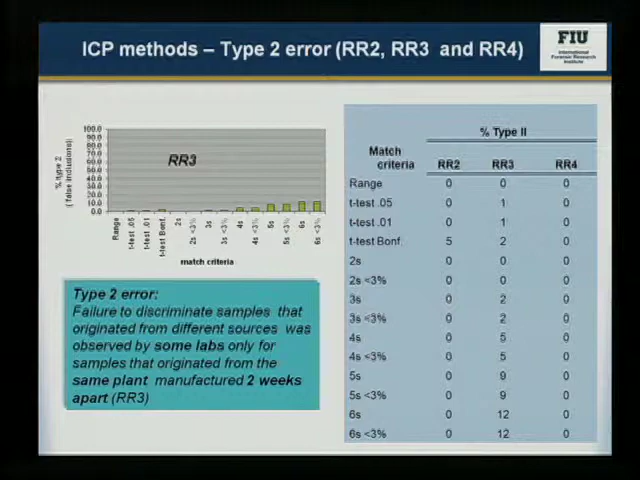 ICP methods – Type 2 error (RR2, RR3 and RR4)
FIU
International
Forensic Research
Institute
% type 2
( false inclusions)
100.0
90.0
80.0
70.0
60.0
50.0
40.0
30.0
20.0
10.0
0.0
RR3
Range
t-test .05
t-test .01
t-test Bonf.
2s
2s <3%
3s
3s <3%
4s
4s <3%
5s
5s <3%
6s
6s <3%
match criteria
Type 2 error:
Failure to discriminate samples that
originated from different sources was
observed by some labs only for
samples that originated from the
same plant manufactured 2 weeks
apart (RR3)
% Type II
Match
criteria RR2 RR3 RR4
Range 0 0 0
t-test .05 0 1 0
t-test .01 0 1 0
t-test Bonf. 5 2 0
2s 0 0 0
2s <3% 0 0 0
3s 0 2 0
3s <3% 0 2 0
4s 0 5 0
4s <3% 0 5 0
5s 0 9 0
5s <3% 0 9 0
6s 0 12 0
6s <3% 0 12 0